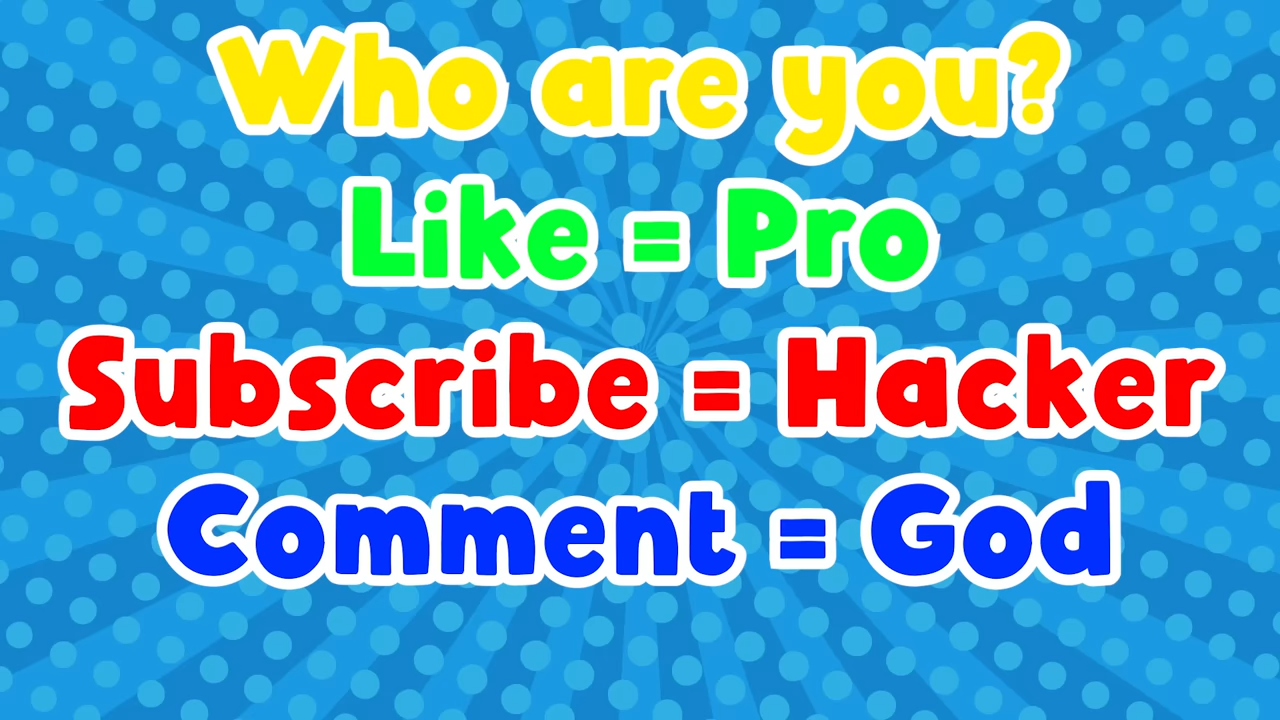 Who are you?
Like = Pro
Subscribe = Hacker
Comment = God